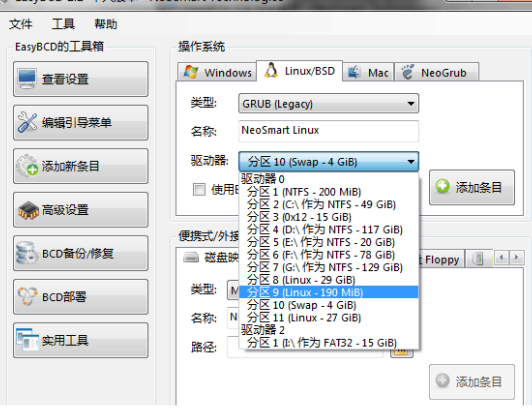 文件 工具 帮助
EasyBCD的工具箱
查看设置
编辑引导菜单
添加新条目
高级设置
BCD备份/修复
BCD部署
实用工具
操作系统
Windows Linux/BSD Mac NeoGrub
类型: GRUB (Legacy)
名称: NeoSmart Linux
驱动器: 分区 10 (Swap - 4 GiB)
驱动器 0
分区 1 (NTFS - 200 MiB)
使用
添加条目
分区 2 (C:\ 作为 NTFS - 49 GiB)
分区 3 (0x12 - 15 GiB)
分区 4 (D:\ 作为 NTFS - 117 GiB)
分区 5 (E:\ 作为 NTFS - 20 GiB)
分区 6 (F:\ 作为 NTFS - 78 GiB)
分区 7 (G:\ 作为 NTFS - 129 GiB)
分区 8 (Linux - 29 GiB)
分区 9 (Linux - 190 MiB)
分区 10 (Swap - 4 GiB)
分区 11 (Linux - 27 GiB)
驱动器 2
分区 1 (I:\ 作为 FAT32 - 15 GiB)
便携式/外
磁盘映
Floppy
类型:
名称: N
路径:
添加条目